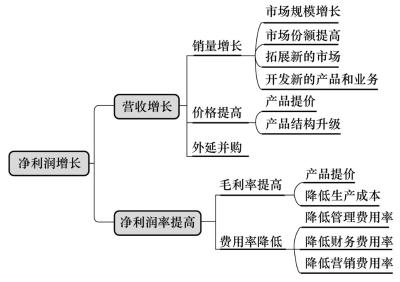 市场规模增长
市场份额提高
销量增长
拓展新的市场
开发新的产品和业务
营收增长
产品提价
价格提高
产品结构升级
外延并购
净利润增长
产品提价
毛利率提高
降低生产成本
净利润率提高
降低管理费用率
费用率降低
降低财务费用率
降低营销费用率